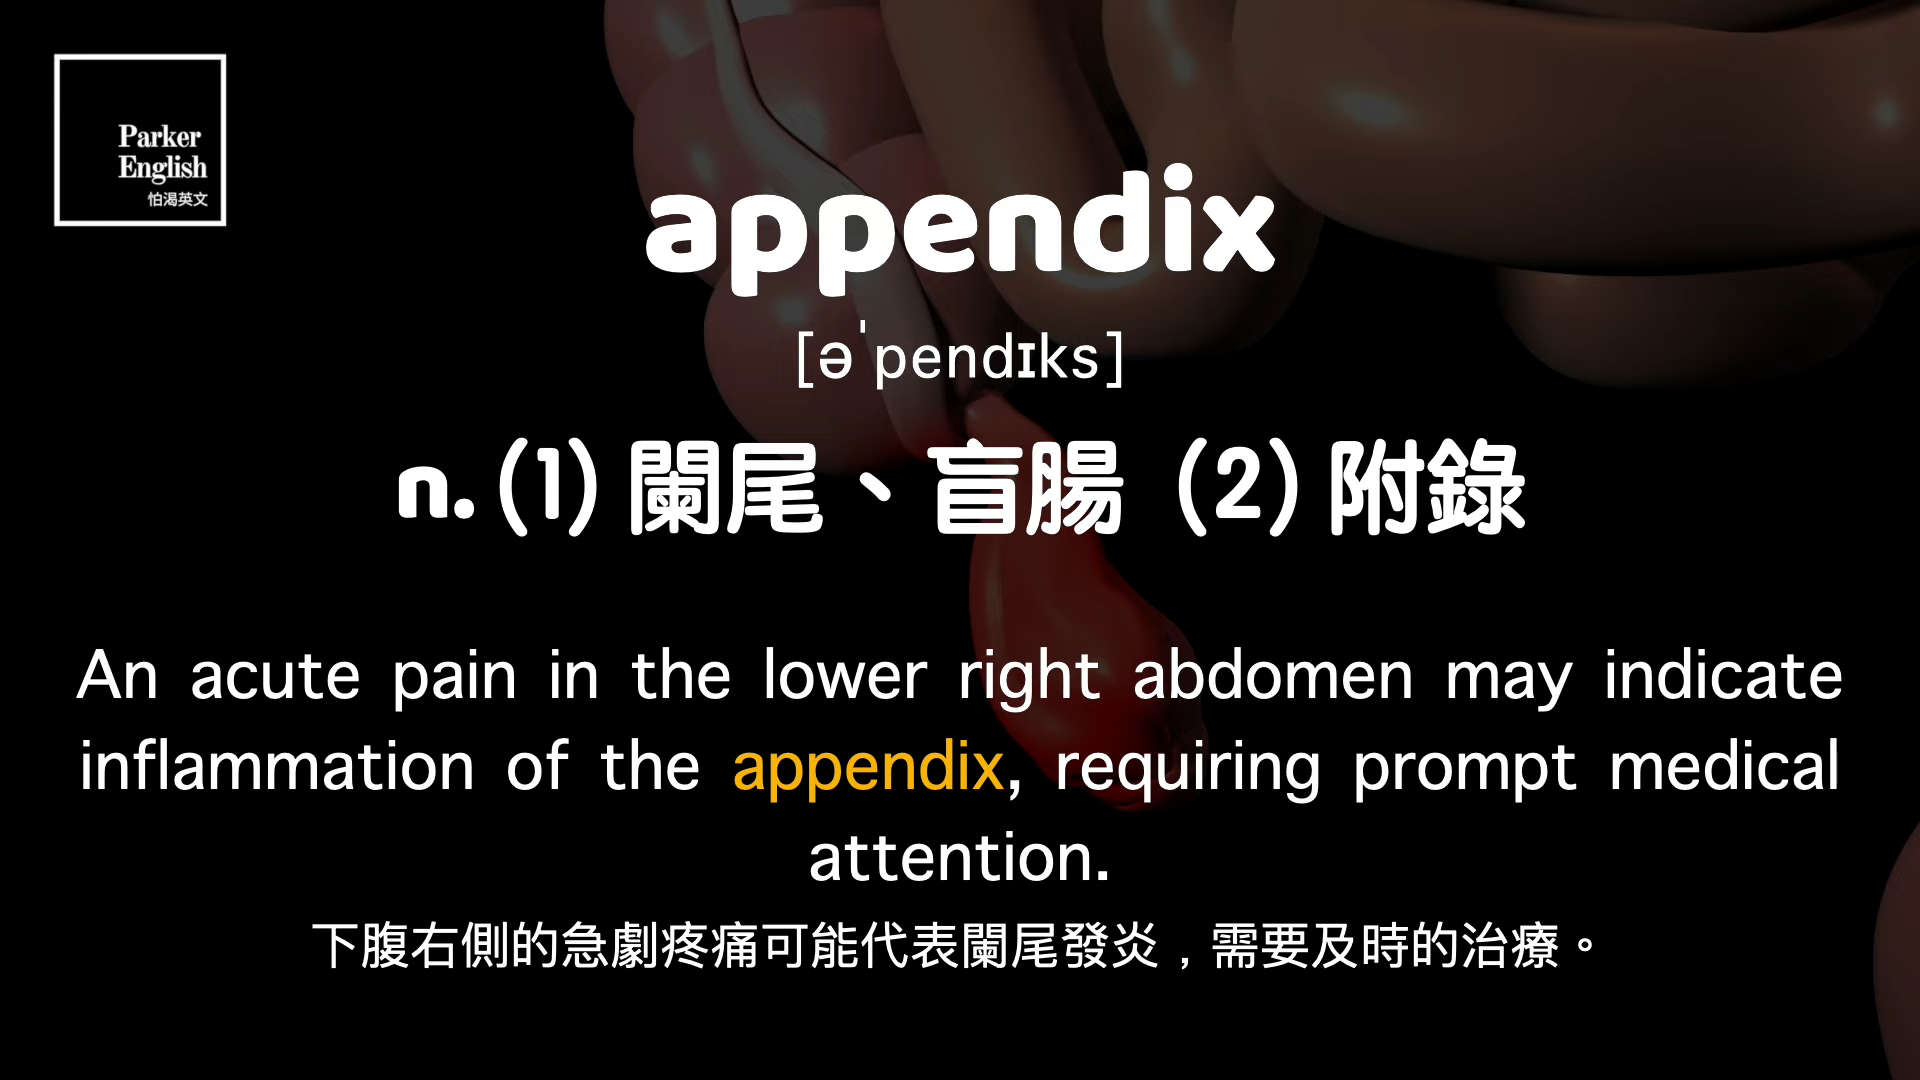 Parker
English
怕渴英文
appendix
[əˈpendɪks]
n. (1) 闌尾、盲腸 (2) 附錄
An acute pain in the lower right abdomen may indicate
inflammation of the appendix, requiring prompt medical
attention.
下腹右側的急劇疼痛可能代表闌尾發炎，需要及時的治療。